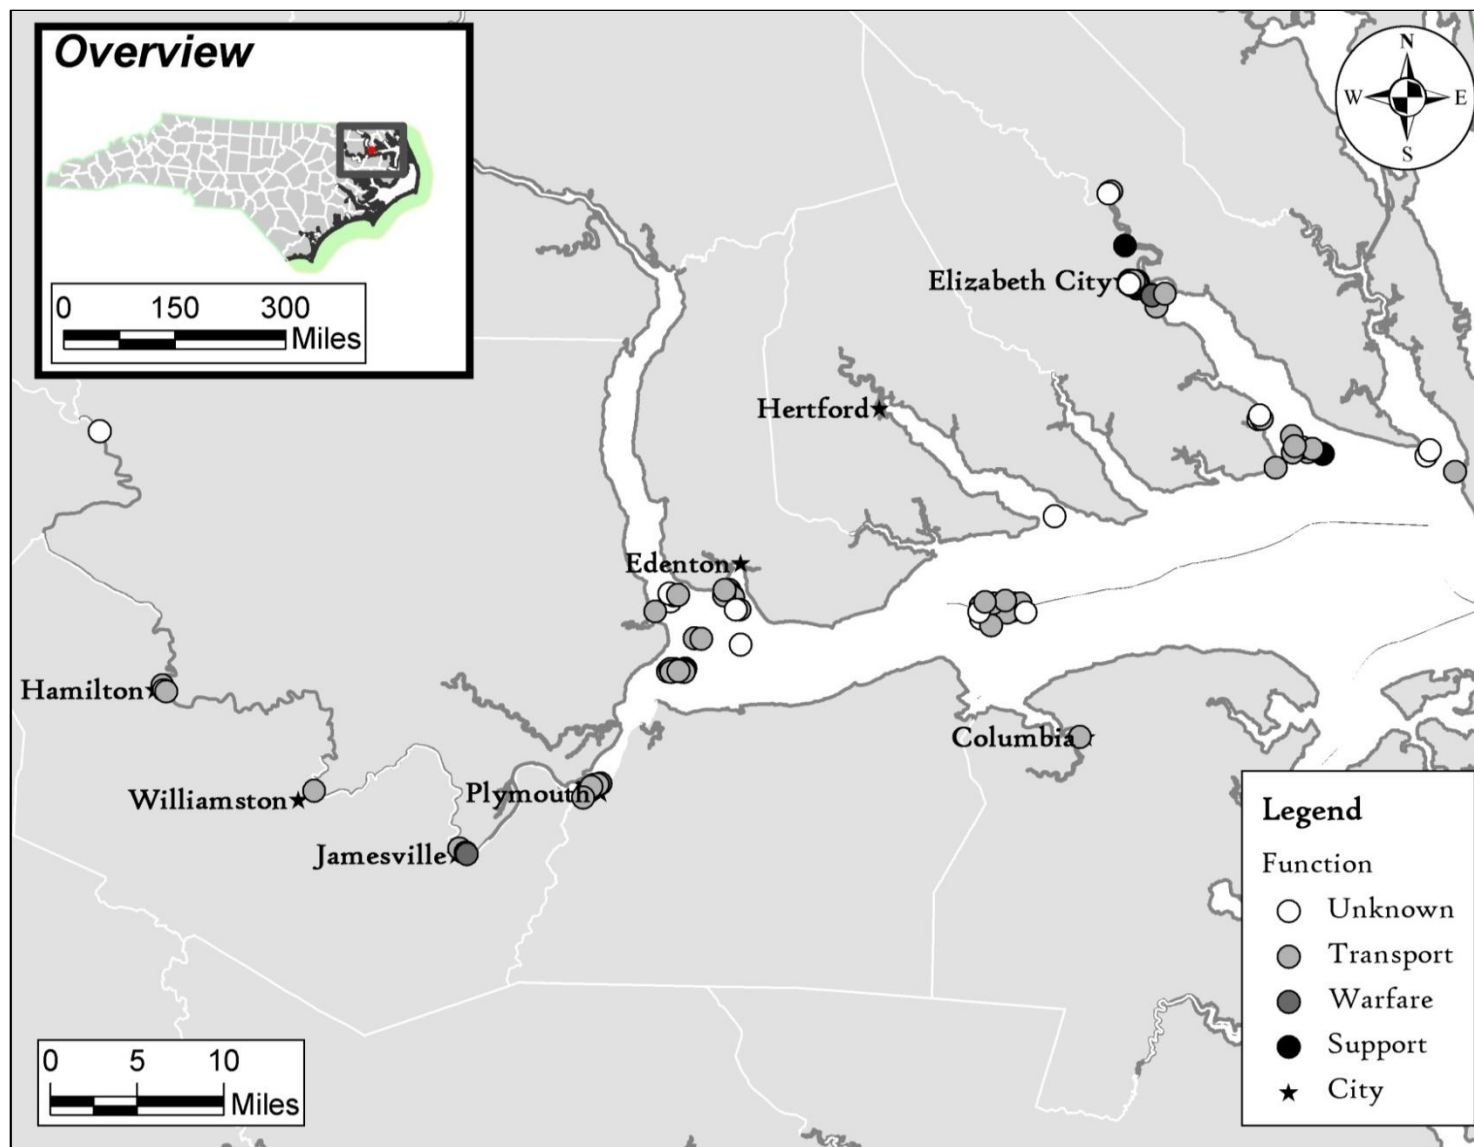 Overview
0 150 300
Miles
N
W E
S
Elizabeth City
Hertford
Edenton
Hamilton
Columbia
Williamston
Plymouth
Jamesville
Legend
Function
Unknown
Transport
Warfare
Support
City
0 5 10
Miles